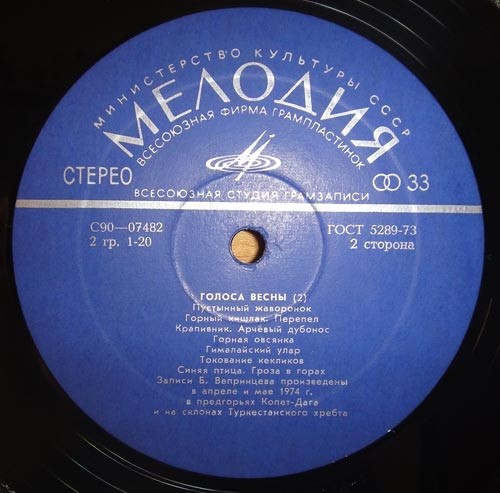 МИНИСТЕРСТВО КУЛЬТУРЫ СССР
МЕЛОДИЯ
ВСЕСОЮЗНАЯ ФИРМА ГРАМПЛАСТИНОК
СТЕРЕО
33
ВСЕСОЮЗНАЯ СТУДИЯ ГРАМЗАПИСИ
С90—07482
ГОСТ 5289-73
2 гр. 1-20
2 сторона
ГОЛОСА ВЕСНЫ (2)
Пустынный жаворонок
Горный кишлак. Перепел
Крапивник. Арчёвый дубонос
Горная овсянка
Гималайский улар
Токование кекликов
Синяя птица. Гроза в горах
Записи Б. Вепринцева произведены
в апреле и мае 1974 г.
в предгорьях Копет-Дага
и на склонах Туркестанского хребта